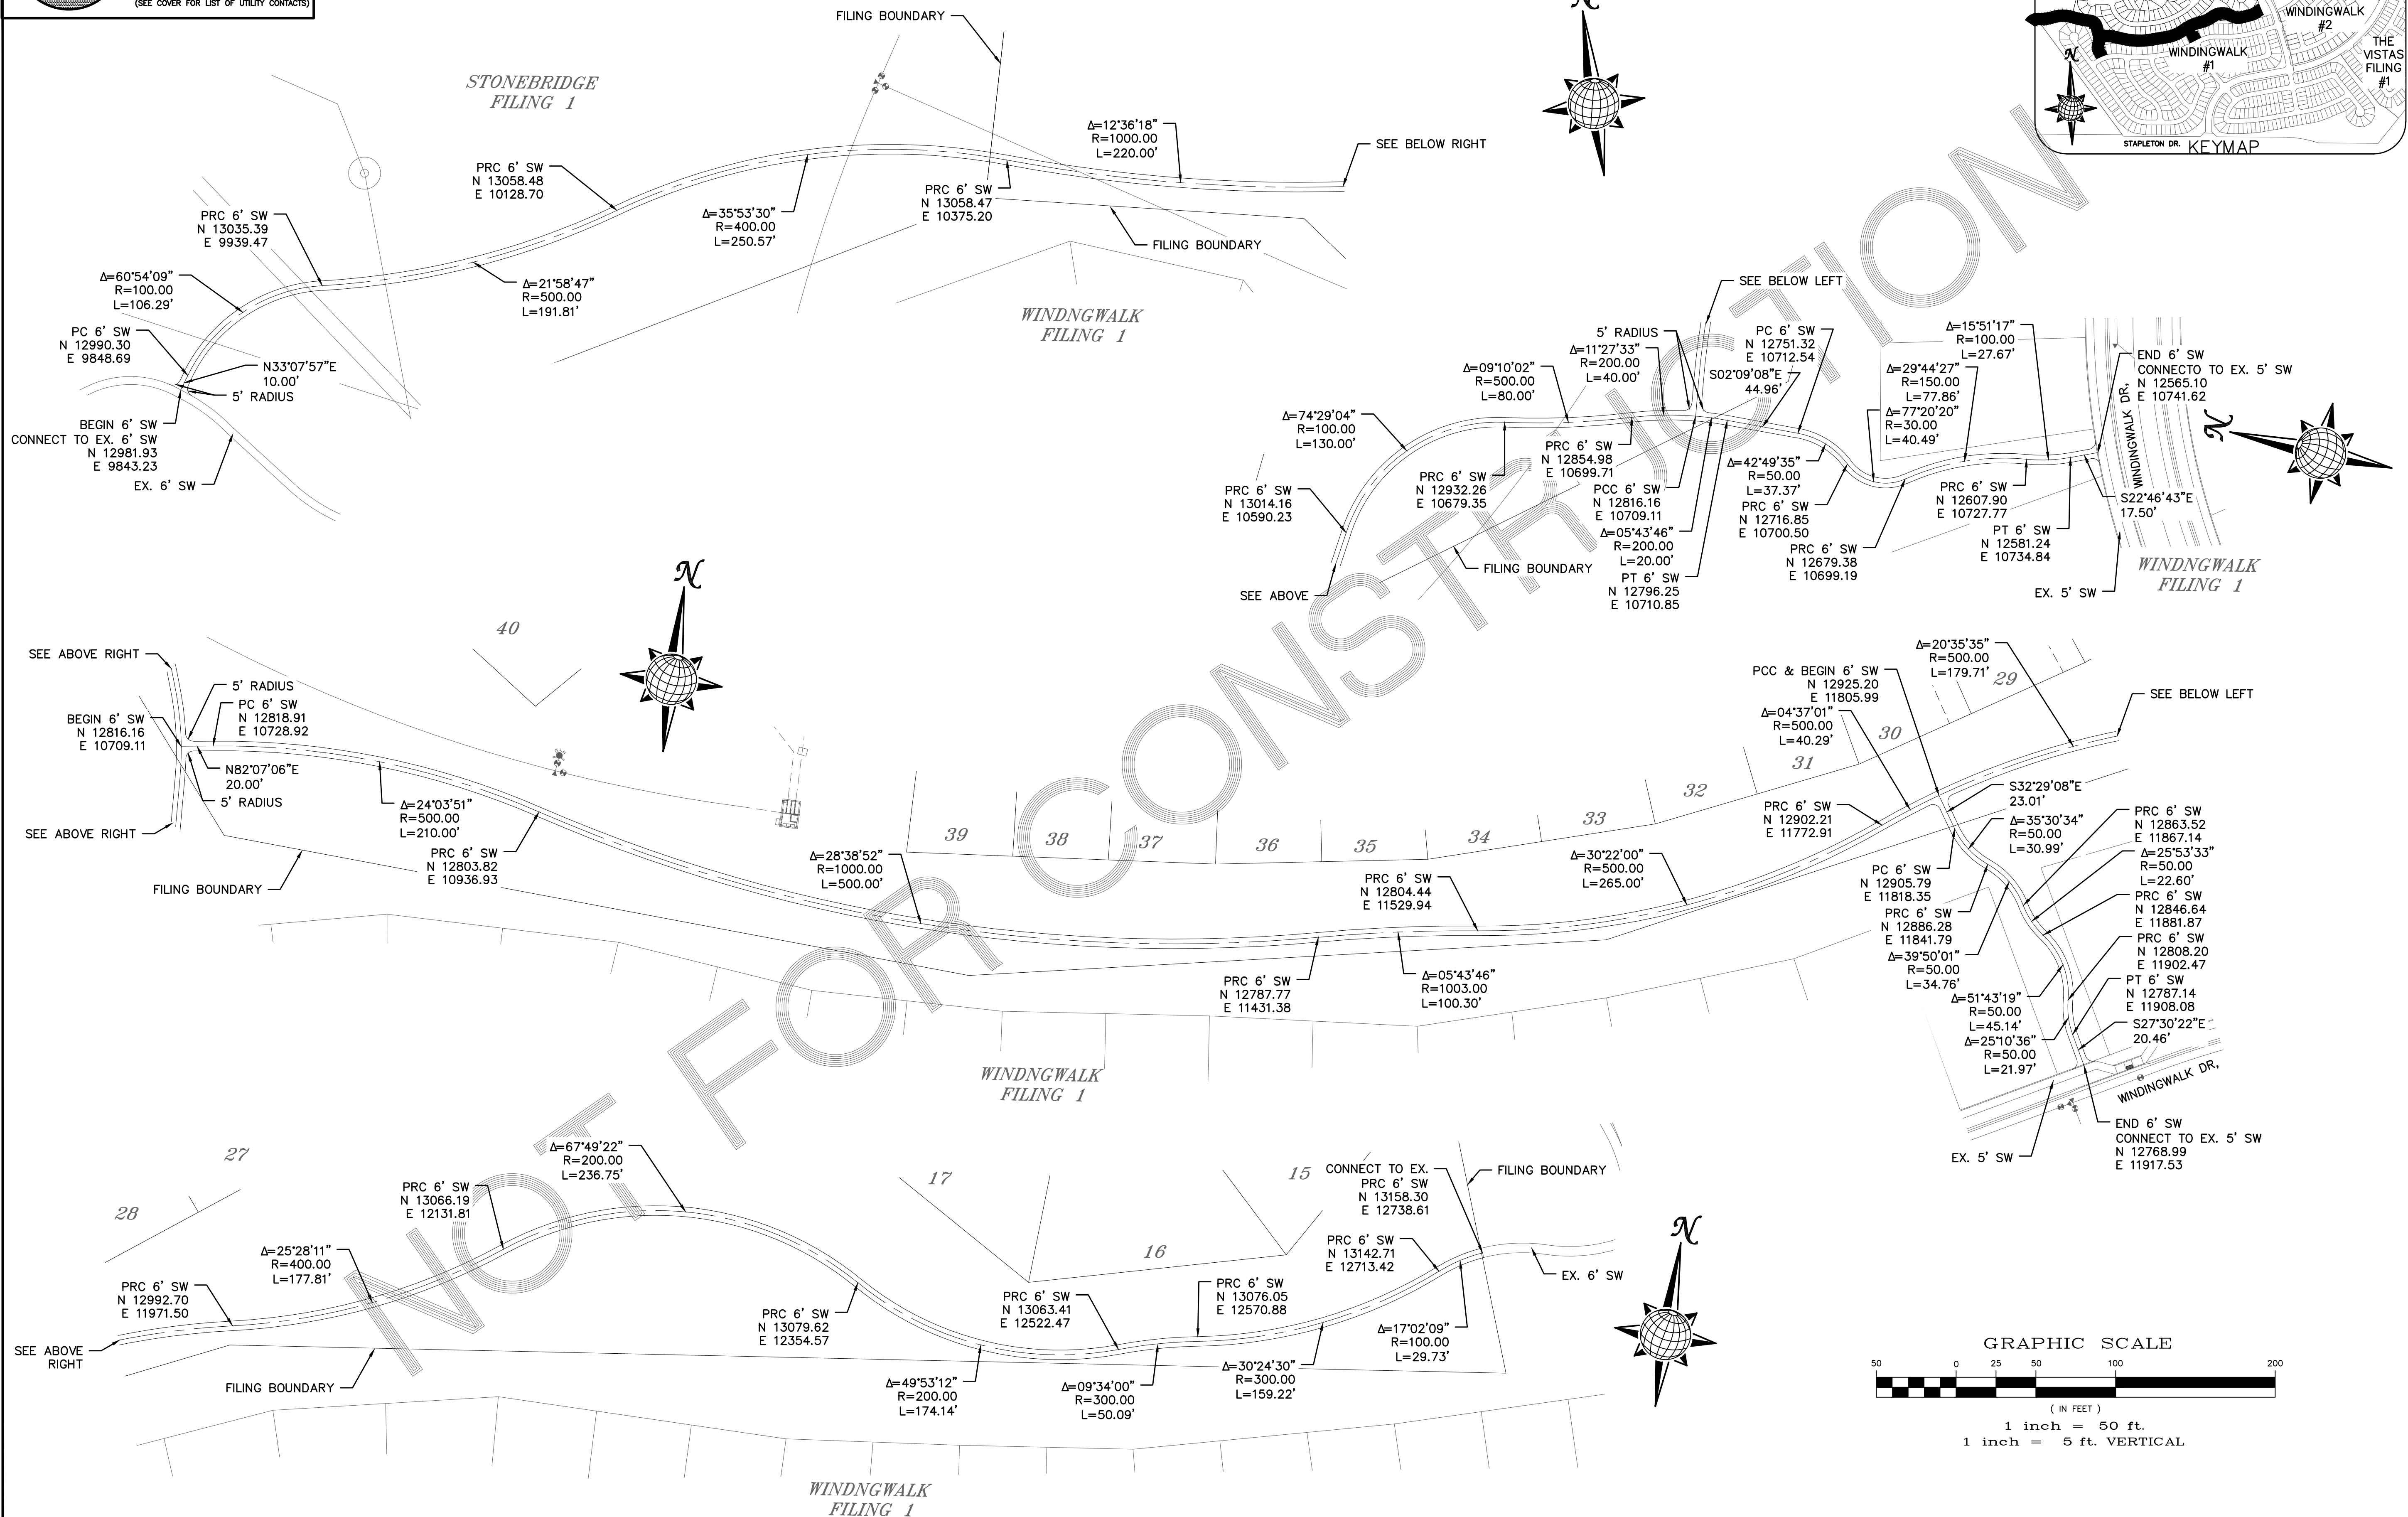 (SEE COVER FOR LIST OF UTILITY CONTACTS)
FILING BOUNDARY
STONEBRIDGE
FILING 1
N
WINDINGWALK
#2
WINDINGWALK
#1
THE
VISTAS
FILING
#1
N
STAPLETON DR.
KEYMAP
Δ=12°36'18"
R=1000.00
L=220.00'
SEE BELOW RIGHT
PRC 6' SW
N 13058.48
E 10128.70
PRC 6' SW
N 13058.47
E 10375.20
PRC 6' SW
N 13035.39
E 9939.47
Δ=35°53'30"
R=400.00
L=250.57'
FILING BOUNDARY
Δ=60°54'09"
R=100.00
L=106.29'
Δ=21°58'47"
R=500.00
L=191.81'
WINDNGWALK
FILING 1
PC 6' SW
N 12990.30
E 9848.69
N33°07'57"E
10.00'
5' RADIUS
BEGIN 6' SW
CONNECT TO EX. 6' SW
N 12981.93
E 9843.23
EX. 6' SW
SEE BELOW LEFT
5' RADIUS
PC 6' SW
N 12751.32
E 10712.54
Δ=15°51'17"
R=100.00
L=27.67'
Δ=11°27'33"
R=200.00
L=40.00'
S02°09'08"E
44.96'
END 6' SW
CONNECTO TO EX. 5' SW
N 12565.10
E 10741.62
Δ=09°10'02"
R=500.00
L=80.00'
Δ=29°44'27"
R=150.00
L=77.86'
Δ=77°20'20"
R=30.00
L=40.49'
WINDINGWALK DR,
N
Δ=74°29'04"
R=100.00
L=130.00'
PRC 6' SW
N 12854.98
E 10699.71
PRC 6' SW
N 12932.26
E 10679.35
PRC 6' SW
N 13014.16
E 10590.23
PCC 6' SW
N 12816.16
E 10709.11
Δ=42°49'35"
R=50.00
L=37.37'
PRC 6' SW
N 12716.85
E 10700.50
PRC 6' SW
N 12607.90
E 10727.77
S22°46'43"E
17.50'
Δ=05°43'46"
R=200.00
L=20.00'
PT 6' SW
N 12796.25
E 10710.85
PRC 6' SW
N 12679.38
E 10699.19
PT 6' SW
N 12581.24
E 10734.84
FILING BOUNDARY
SEE ABOVE
EX. 5' SW
WINDNGWALK
FILING 1
SEE ABOVE RIGHT
40
N
5' RADIUS
PC 6' SW
N 12818.91
E 10728.92
BEGIN 6' SW
N 12816.16
E 10709.11
N82°07'06"E
20.00'
5' RADIUS
SEE ABOVE RIGHT
Δ=24°03'51"
R=500.00
L=210.00'
FILING BOUNDARY
PRC 6' SW
N 12803.82
E 10936.93
Δ=28°38'52"
R=1000.00
L=500.00'
39
38
37
36
35
34
33
32
31
30
29
PRC 6' SW
N 12804.44
E 11529.94
Δ=30°22'00"
R=500.00
L=265.00'
PRC 6' SW
N 12787.77
E 11431.38
Δ=05°43'46"
R=1003.00
L=100.30'
WINDNGWALK
FILING 1
Δ=20°35'35"
R=500.00
L=179.71'
PCC & BEGIN 6' SW
N 12925.20
E 11805.99
SEE BELOW LEFT
Δ=04°37'01"
R=500.00
L=40.29'
PRC 6' SW
N 12902.21
E 11772.91
S32°29'08"E
23.01'
Δ=35°30'34"
R=50.00
L=30.99'
PRC 6' SW
N 12863.52
E 11867.14
Δ=25°53'33"
R=50.00
L=22.60'
PC 6' SW
N 12905.79
E 11818.35
PRC 6' SW
N 12846.64
E 11881.87
PRC 6' SW
N 12886.28
E 11841.79
PRC 6' SW
N 12808.20
E 11902.47
Δ=39°50'01"
R=50.00
L=34.76'
PT 6' SW
N 12787.14
E 11908.08
Δ=51°43'19"
R=50.00
L=45.14'
S27°30'22"E
20.46'
Δ=25°10'36"
R=50.00
L=21.97'
WINDINGWALK DR,
END 6' SW
CONNECT TO EX. 5' SW
N 12768.99
E 11917.53
EX. 5' SW
27
28
Δ=67°49'22"
R=200.00
L=236.75'
PRC 6' SW
N 13066.19
E 12131.81
Δ=25°28'11"
R=400.00
L=177.81'
PRC 6' SW
N 12992.70
E 11971.50
SEE ABOVE
RIGHT
FILING BOUNDARY
PRC 6' SW
N 13079.62
E 12354.57
17
16
15
CONNECT TO EX.
PRC 6' SW
N 13158.30
E 12738.61
FILING BOUNDARY
PRC 6' SW
N 13142.71
E 12713.42
EX. 6' SW
PRC 6' SW
N 13063.41
E 12522.47
PRC 6' SW
N 13076.05
E 12570.88
Δ=17°02'09"
R=100.00
L=29.73'
Δ=49°53'12"
R=200.00
L=174.14'
Δ=09°34'00"
R=300.00
L=50.09'
Δ=30°24'30"
R=300.00
L=159.22'
WINDNGWALK
FILING 1
N
NOT FOR CONSTRUCTION
GRAPHIC SCALE
50 0 25 50 100 200
( IN FEET )
1 inch = 50 ft.
1 inch = 5 ft. VERTICAL